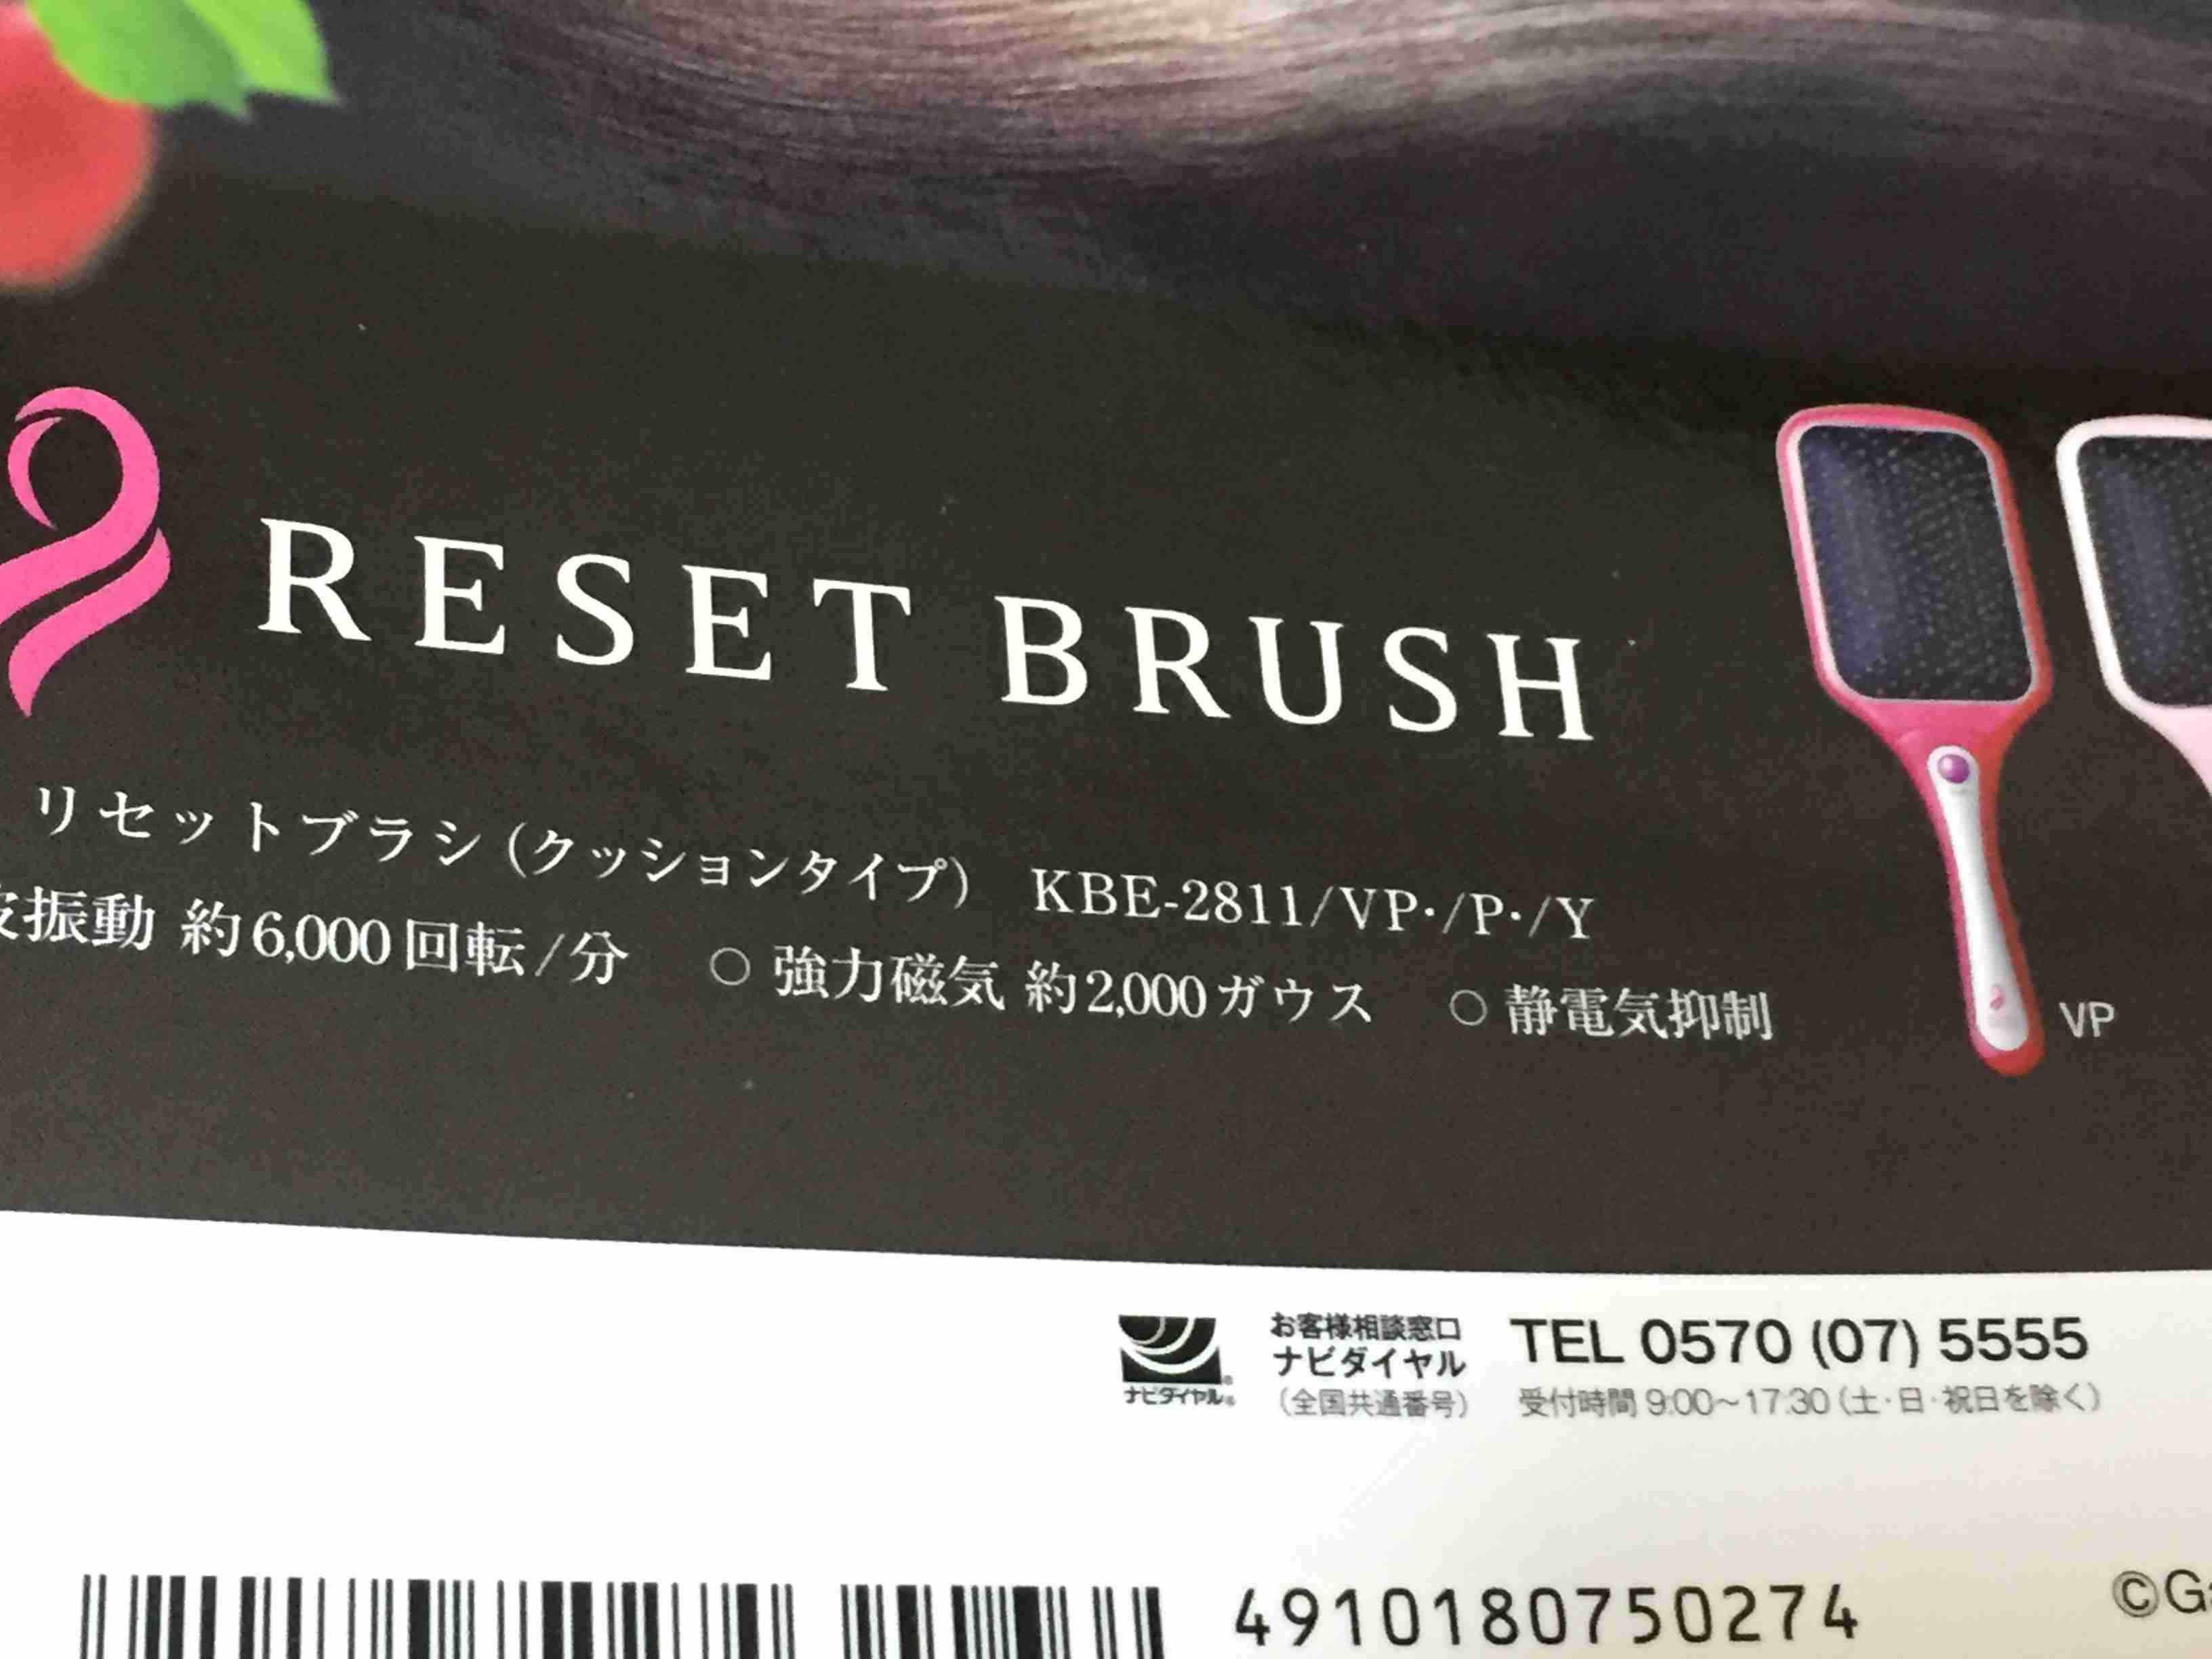 RESET BRUSH
リセットブラシ（クッションタイプ） KBE-2811/VP·/P·/Y
振動 約6,000回転/分 ○ 強力磁気 約2,000ガウス ○ 静電気抑制
VP
ナビダイヤル®
お客様相談窓口
ナビダイヤル
（全国共通番号）
TEL 0570 (07) 5555
受付時間 9:00〜17:30（土·日·祝日を除く）
4910180750274
©Ga